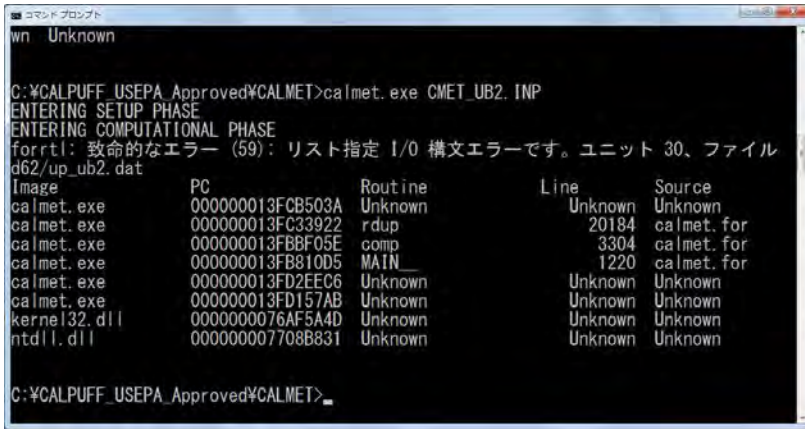 コマンド プロンプト
wn Unknown
C:¥CALPUFF_USEPA_Approved¥CALMET>calmet.exe CMET_UB2.INP
ENTERING SETUP PHASE
ENTERING COMPUTATIONAL PHASE
forrtl: 致命的なエラー (59): リスト指定 I/O 構文エラーです。ユニット 30、ファイル
d62/up_ub2.dat
Image PC Routine Line Source
calmet.exe 000000013FCB503A Unknown Unknown Unknown
calmet.exe 000000013FC33922 rdup 20184 calmet.for
calmet.exe 000000013FBBF05E comp 3304 calmet.for
calmet.exe 000000013FB810D5 MAIN__ 1220 calmet.for
calmet.exe 000000013FD2EEC6 Unknown Unknown Unknown
calmet.exe 000000013FD157AB Unknown Unknown Unknown
kernel32.dll 0000000076AF5A4D Unknown Unknown Unknown
ntdll.dll 000000007708B831 Unknown Unknown Unknown
C:¥CALPUFF_USEPA_Approved¥CALMET>_